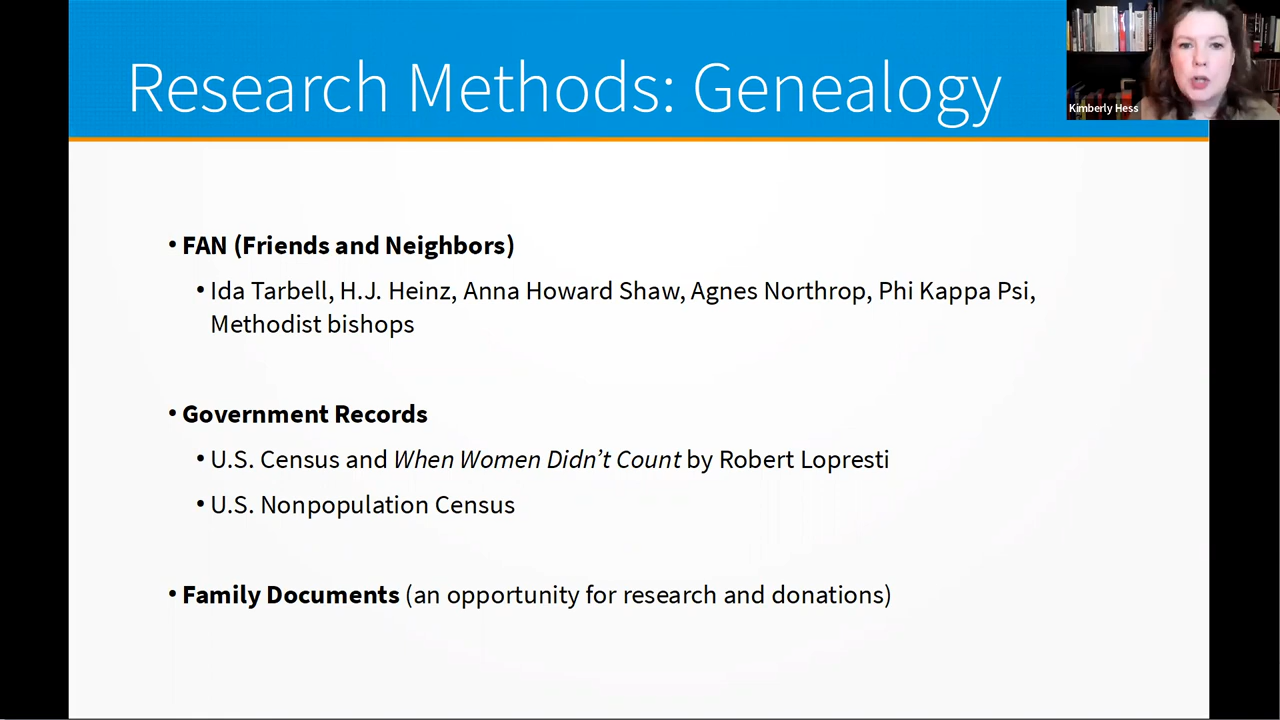 Research Methods: Genealogy
Kimberly Hess
• FAN (Friends and Neighbors)
• Ida Tarbell, H.J. Heinz, Anna Howard Shaw, Agnes Northrop, Phi Kappa Psi,
Methodist bishops
• Government Records
• U.S. Census and When Women Didn’t Count by Robert Lopresti
• U.S. Nonpopulation Census
• Family Documents (an opportunity for research and donations)